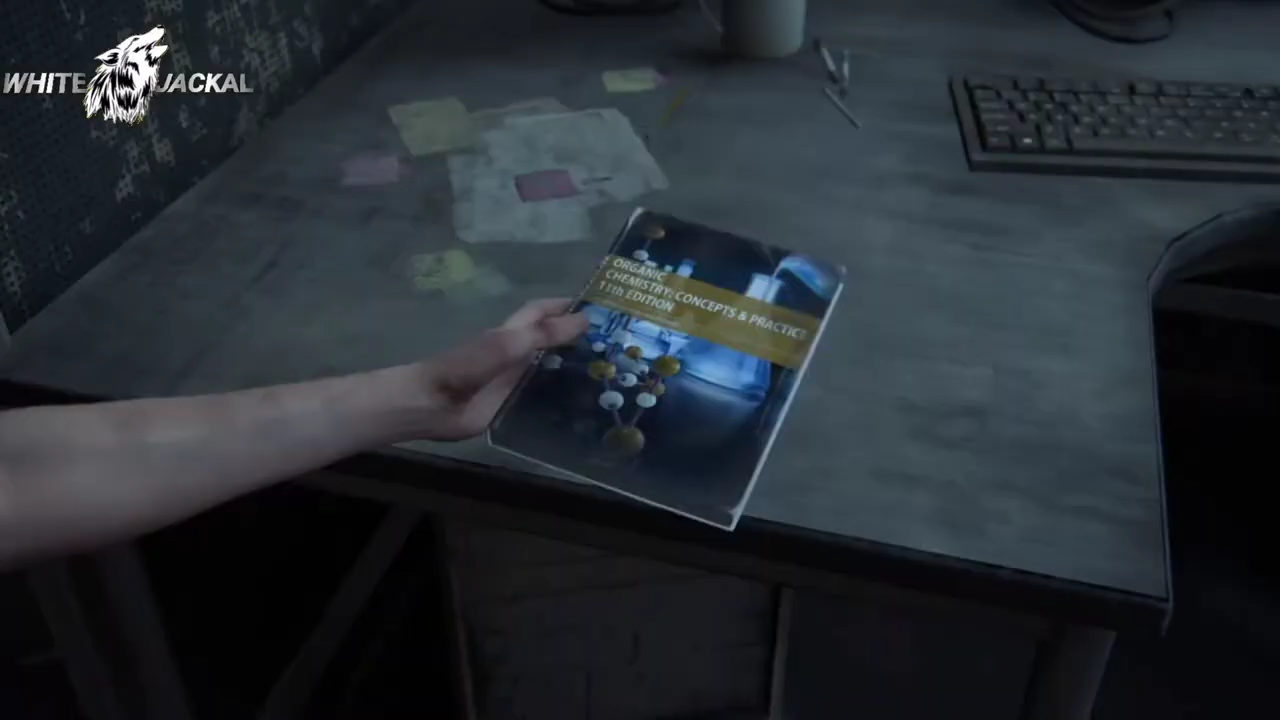 WHITE JACKAL
ORGANIC
CHEMISTRY: CONCEPTS & PRACTICE
11th EDITION